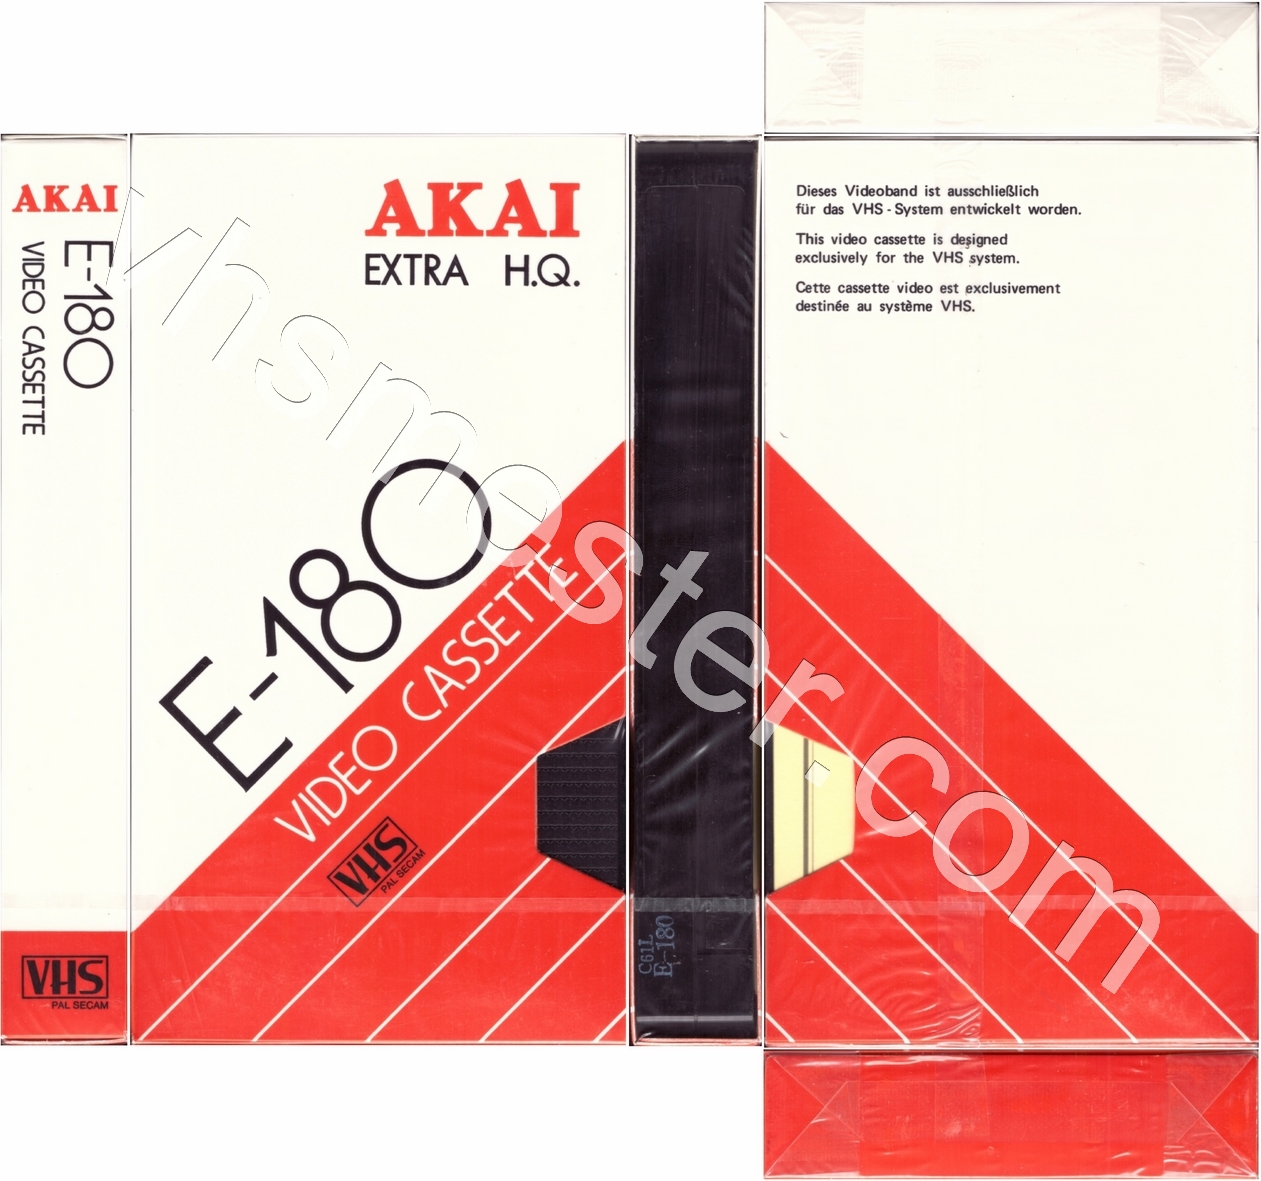 AKAI
E-180
VIDEO CASSETTE
VHS
PAL SECAM
AKAI
EXTRA H.Q.
E-180
VIDEO CASSETTE
VHS
PAL SECAM
C61L
E-180
Dieses Videoband ist ausschließlich
für das VHS - System entwickelt worden.
This video cassette is designed
exclusively for the VHS system.
Cette cassette video est exclusivement
destinée au système VHS.
vhsmester.com